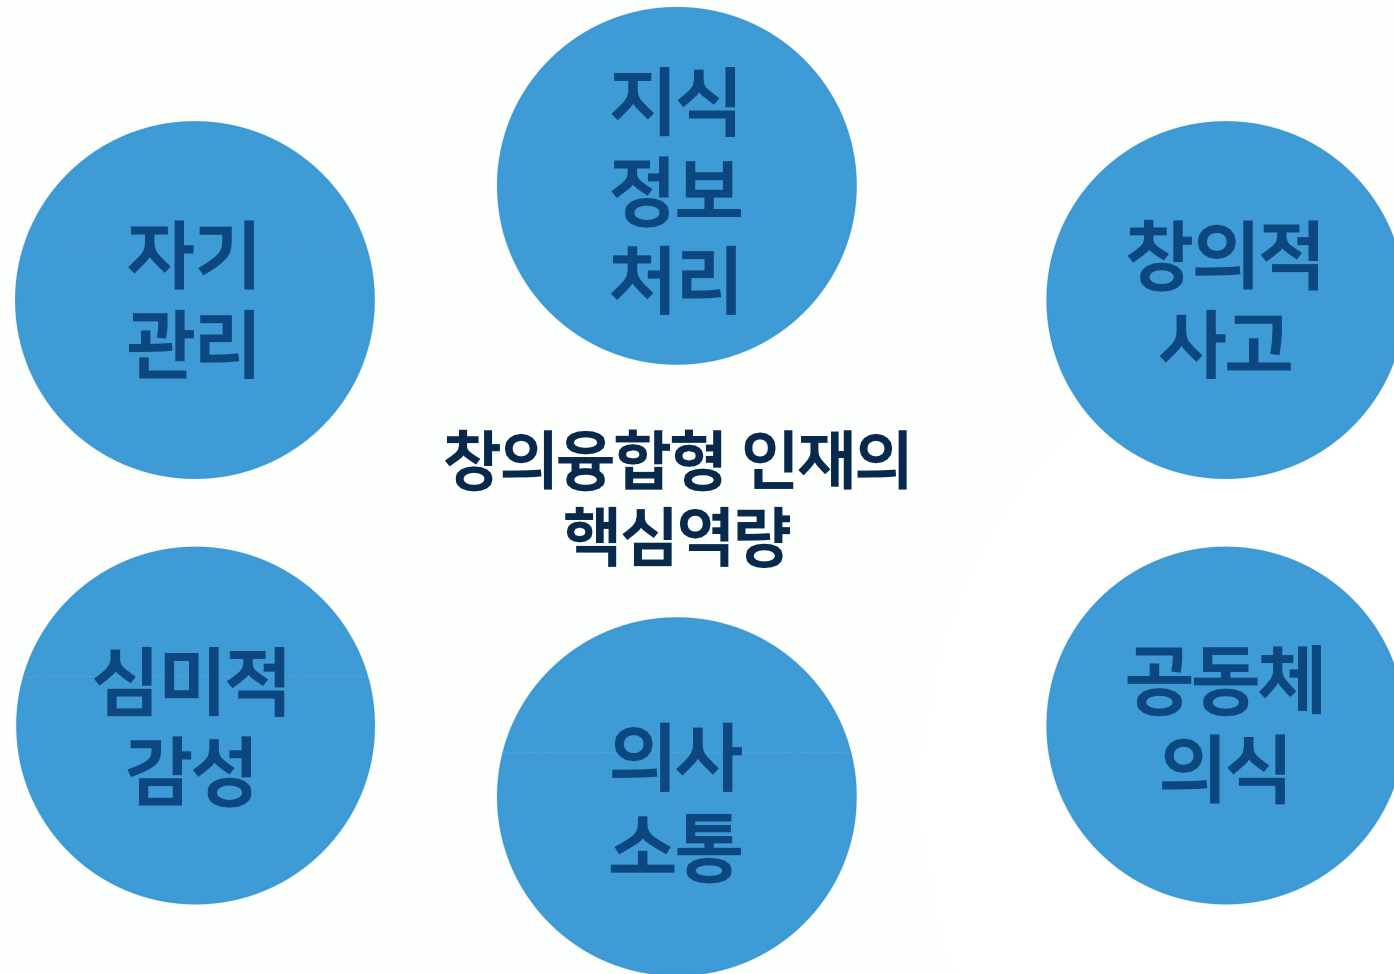 지식
정보
처리
자기
관리
창의적
사고
창의융합형 인재의
핵심역량
심미적
감성
의사
소통
공동체
의식